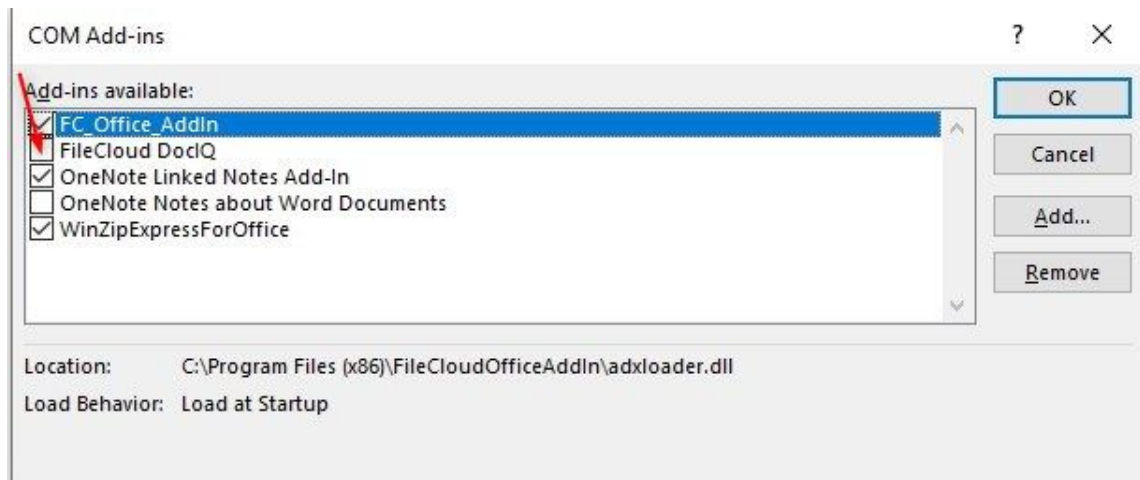 COM Add-ins
?
Add-ins available:
FC_Office_AddIn
FileCloud DocIQ
OneNote Linked Notes Add-In
OneNote Notes about Word Documents
WinZipExpressForOffice
OK
Cancel
Add...
Remove
Location: C:\Program Files (x86)\FileCloudOfficeAddIn\adxloader.dll
Load Behavior: Load at Startup